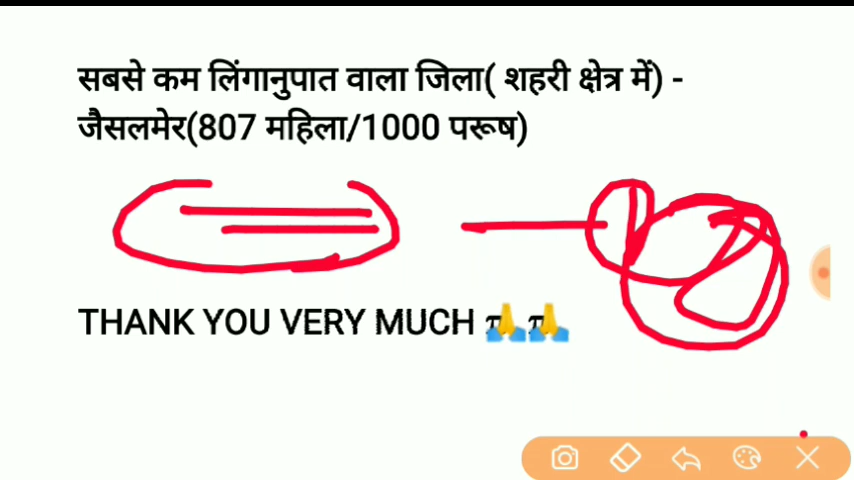 सबसे कम लिंगानुपात वाला जिला( शहरी क्षेत्र में) -
जैसलमेर(807 महिला/1000 परूष)
THANK YOU VERY MUCH π🙏π🙏